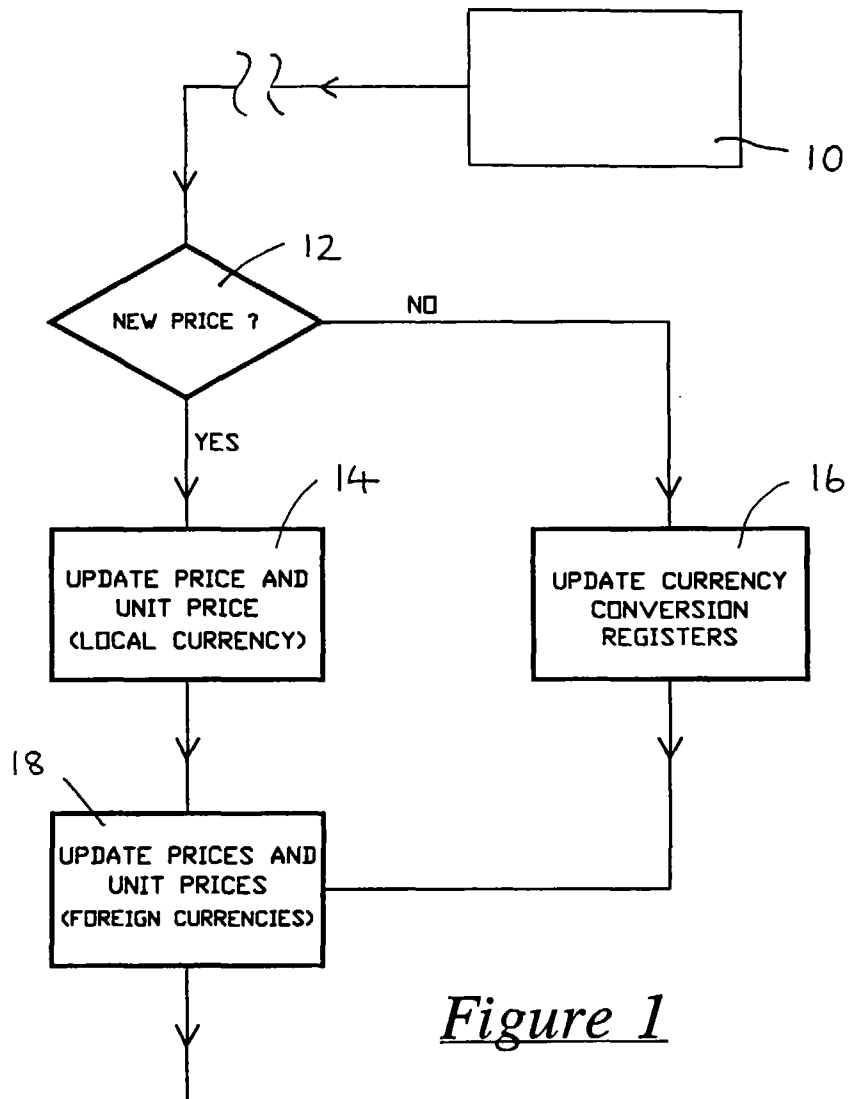 10
12
NEW PRICE ?
NO
YES
14
16
UPDATE PRICE AND
UNIT PRICE
(LOCAL CURRENCY)
UPDATE CURRENCY
CONVERSION
REGISTERS
18
UPDATE PRICES AND
UNIT PRICES
(FOREIGN CURRENCIES)
Figure 1